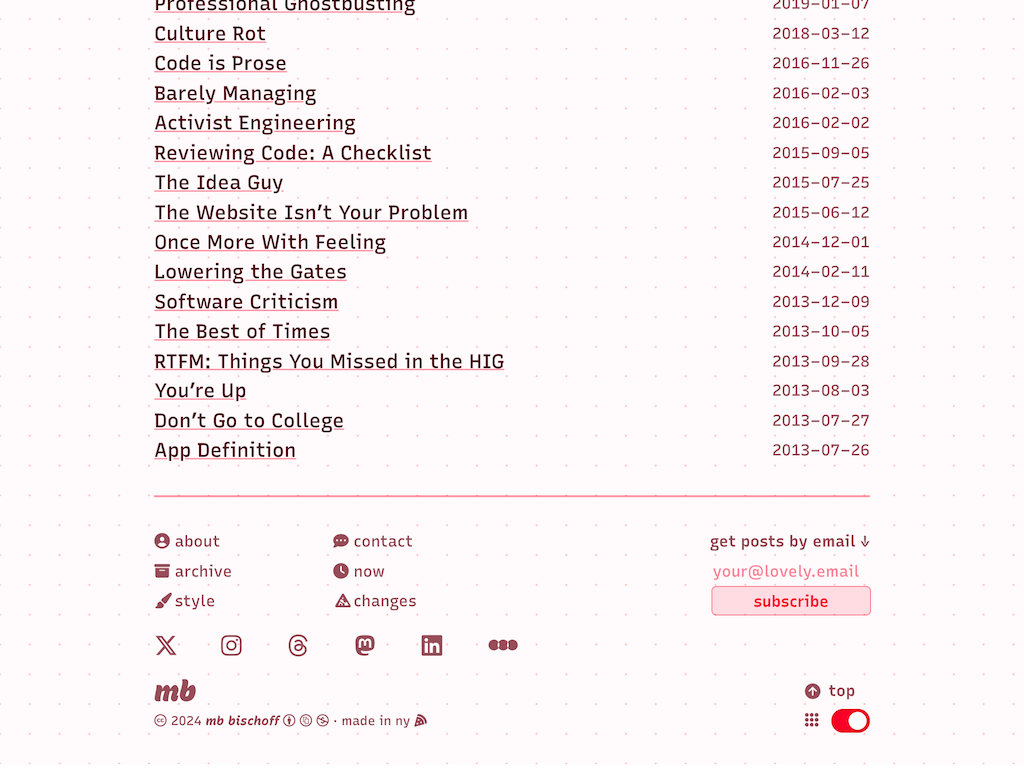 Professional Ghostbusting 2019-01-07
Culture Rot 2018-03-12
Code is Prose 2016-11-26
Barely Managing 2016-02-03
Activist Engineering 2016-02-02
Reviewing Code: A Checklist 2015-09-05
The Idea Guy 2015-07-25
The Website Isn’t Your Problem 2015-06-12
Once More With Feeling 2014-12-01
Lowering the Gates 2014-02-11
Software Criticism 2013-12-09
The Best of Times 2013-10-05
RTFM: Things You Missed in the HIG 2013-09-28
You’re Up 2013-08-03
Don’t Go to College 2013-07-27
App Definition 2013-07-26
about contact get posts by email ↓
archive now your@lovely.email
style changes subscribe
mb top
2024 mb bischoff · made in ny